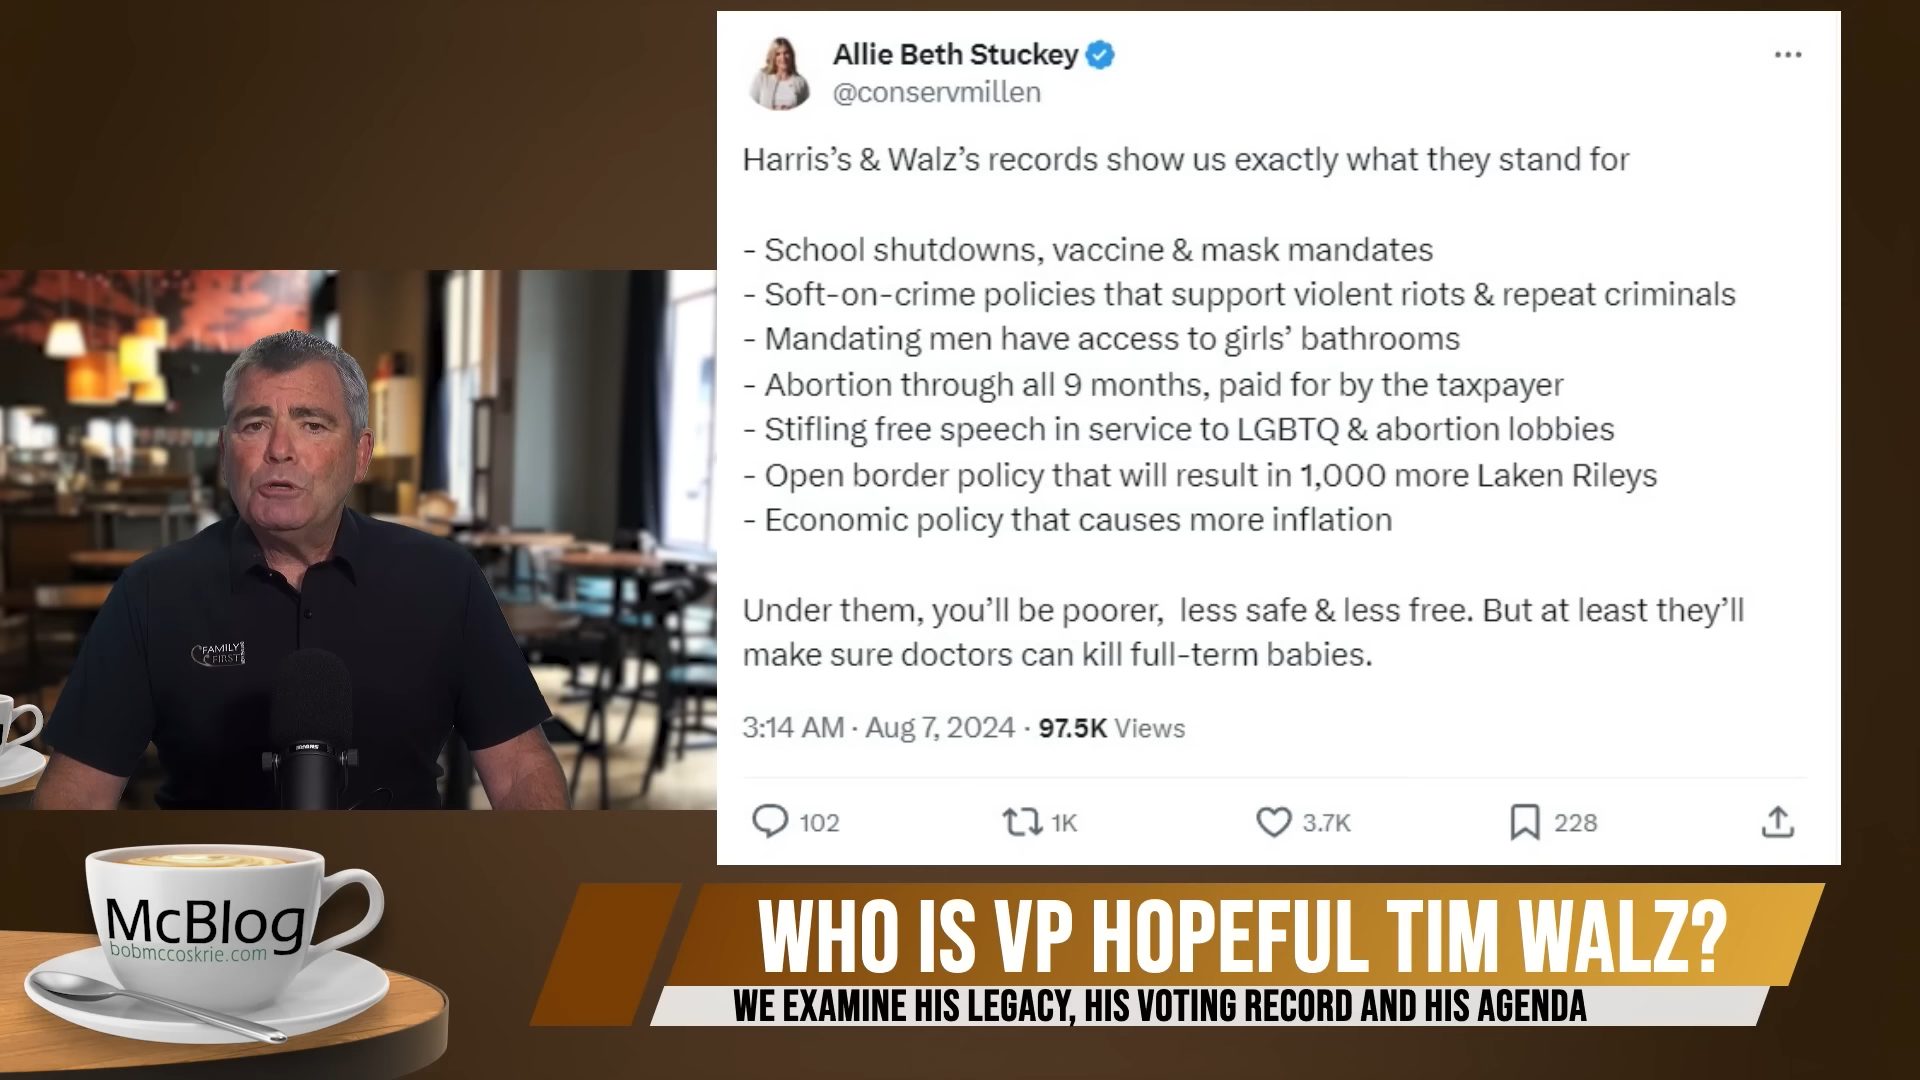 Allie Beth Stuckey
@conservmillen
Harris’s & Walz’s records show us exactly what they stand for
- School shutdowns, vaccine & mask mandates
- Soft-on-crime policies that support violent riots & repeat criminals
- Mandating men have access to girls’ bathrooms
- Abortion through all 9 months, paid for by the taxpayer
- Stifling free speech in service to LGBTQ & abortion lobbies
- Open border policy that will result in 1,000 more Laken Rileys
- Economic policy that causes more inflation
Under them, you’ll be poorer,  less safe & less free. But at least they’ll
make sure doctors can kill full-term babies.
3:14 AM · Aug 7, 2024 · 97.5K Views
102 1K 3.7K 228
FAMILY
FIRST
McBlog
bobmccoskrie.com
WHO IS VP HOPEFUL TIM WALZ?
WE EXAMINE HIS LEGACY, HIS VOTING RECORD AND HIS AGENDA